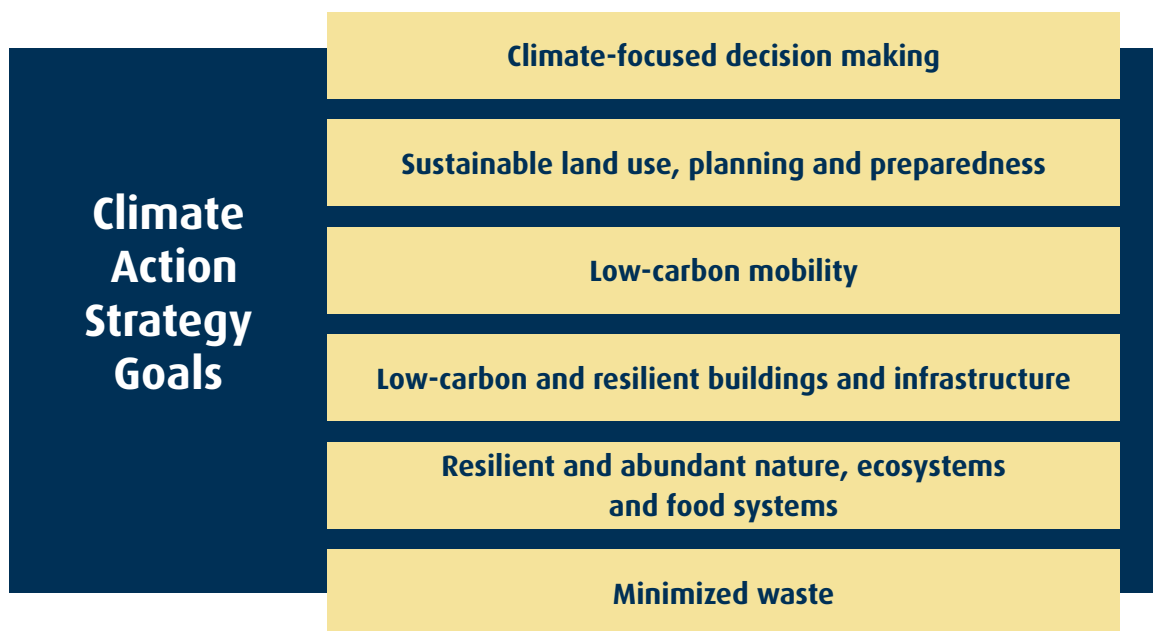 Climate
Action
Strategy
Goals
Climate-focused decision making
Sustainable land use, planning and preparedness
Low-carbon mobility
Low-carbon and resilient buildings and infrastructure
Resilient and abundant nature, ecosystems
and food systems
Minimized waste